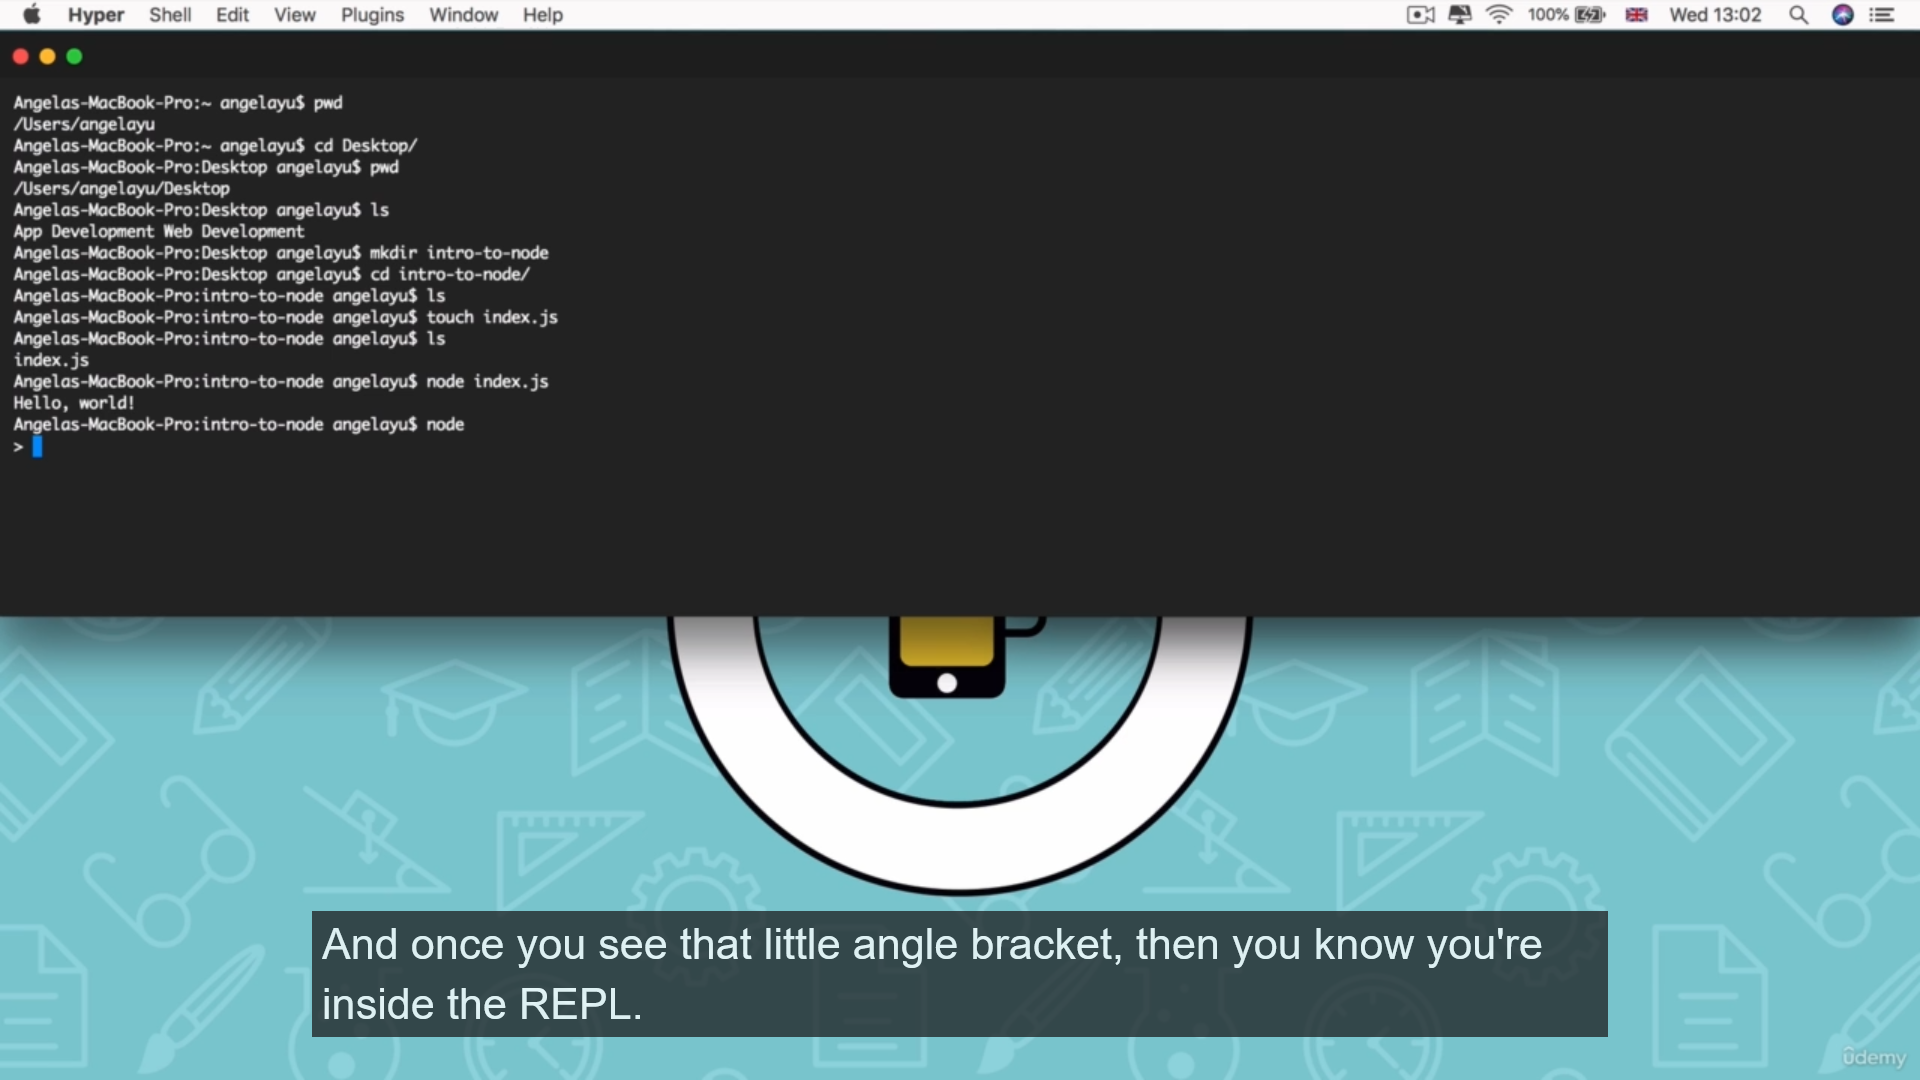 Hyper Shell Edit View Plugins Window Help 100% Wed 13:02
Angelas-MacBook-Pro:~ angelayu$ pwd
/Users/angelayu
Angelas-MacBook-Pro:~ angelayu$ cd Desktop/
Angelas-MacBook-Pro:Desktop angelayu$ pwd
/Users/angelayu/Desktop
Angelas-MacBook-Pro:Desktop angelayu$ ls
App Development Web Development
Angelas-MacBook-Pro:Desktop angelayu$ mkdir intro-to-node
Angelas-MacBook-Pro:Desktop angelayu$ cd intro-to-node/
Angelas-MacBook-Pro:intro-to-node angelayu$ ls
Angelas-MacBook-Pro:intro-to-node angelayu$ touch index.js
Angelas-MacBook-Pro:intro-to-node angelayu$ ls
index.js
Angelas-MacBook-Pro:intro-to-node angelayu$ node index.js
Hello, world!
Angelas-MacBook-Pro:intro-to-node angelayu$ node
>
And once you see that little angle bracket, then you know you're
inside the REPL.
ûdemy